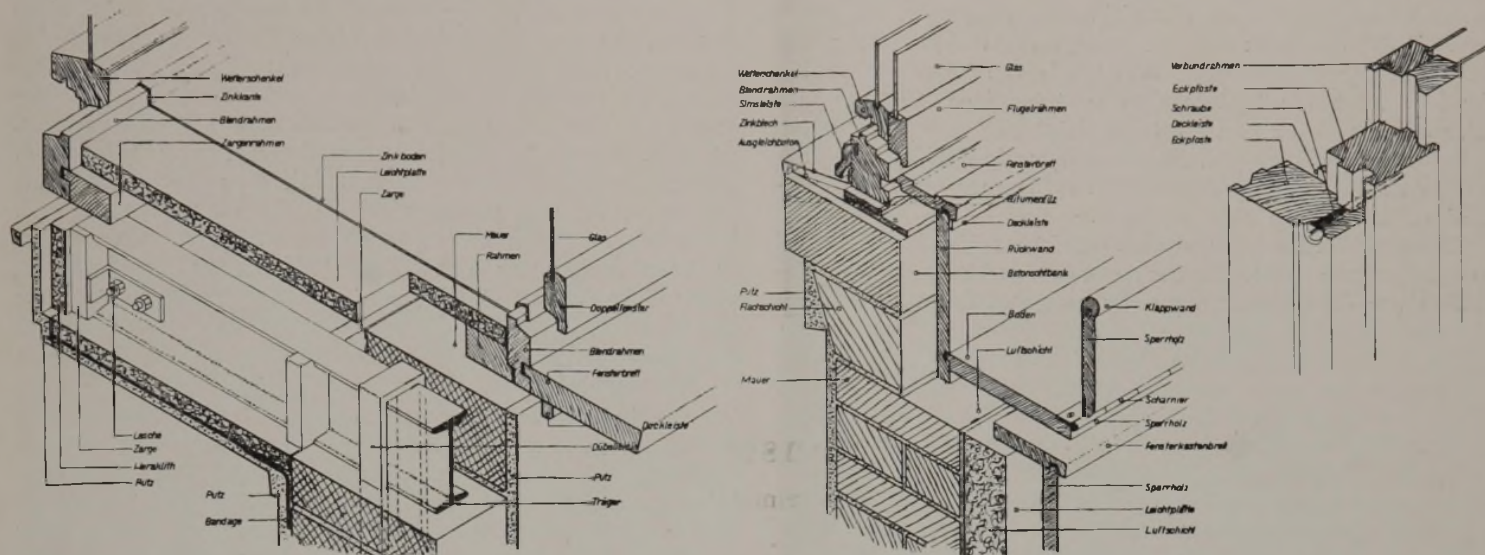 Wetterschenkel
Zinkkante
Blendrahmen
Zargenrahmen
Zinkboden
Leichtplatte
Zarge
Mauer
Rahmen
Glas
Doppelfenster
Blendrahmen
Fensterbrett
Deckleiste
Putz
Träger
Lasche
Zarge
Putz
Putz
Bandage
Wetterschenkel
Blendrahmen
Simsleiste
Zinkblech
Ausgleichbeton
Putz
Flachschicht
Mauer
Glas
Flügelrahmen
Fensterbrett
Bitumenfilz
Deckleiste
Rückwand
Betonsohlbank
Boden
Luftschicht
Klappwand
Sperrholz
Scharnier
Sperrholz
Fensterkastenbrett
Sperrholz
Leichtplatte
Luftschicht
Verbundrahmen
Eckpfoste
Schraube
Deckleiste
Eckpfoste